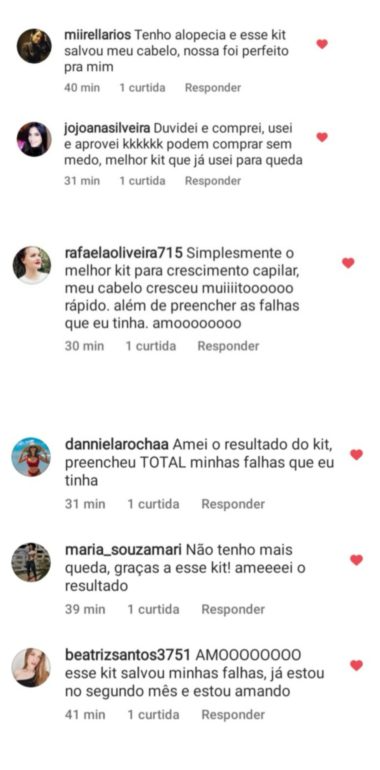 miirellarios Tenho alopecia e esse kit
salvou meu cabelo, nossa foi perfeito
pra mim
40 min 1 curtida Responder
jojoanasilveira Duvidei e comprei, usei
e aprovei kkkkkk podem comprar sem
medo, melhor kit que já usei para queda
31 min 1 curtida Responder
rafaelaoliveira715 Simplesmente o
melhor kit para crescimento capilar,
meu cabelo cresceu muiiiitoooooo
rápido. além de preencher as falhas
que eu tinha. amoooooooo
30 min 1 curtida Responder
dannielarochaa Amei o resultado do kit,
preencheu TOTAL minhas falhas que eu
tinha
31 min 1 curtida Responder
maria_souzamari Não tenho mais
queda, graças a esse kit! ameeeei o
resultado
39 min 1 curtida Responder
beatrizsantos3751 AMOOOOOOOO
esse kit salvou minhas falhas, já estou
no segundo mês e estou amando
41 min 1 curtida Responder